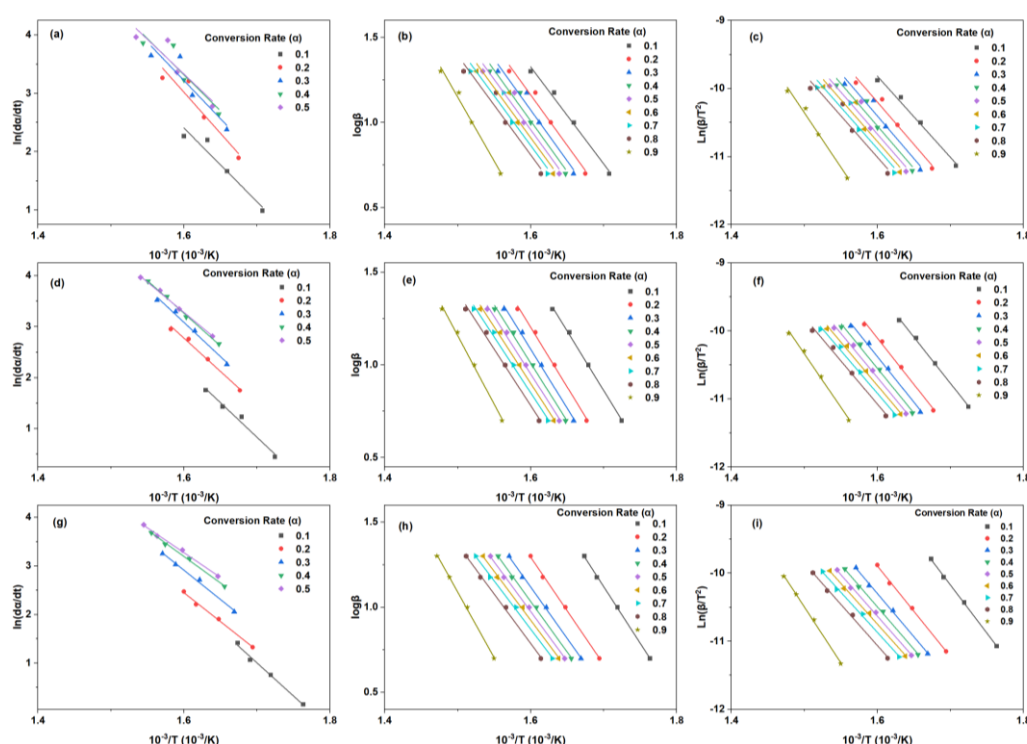 (a)
Conversion Rate (α)
0.1
0.2
0.3
0.4
0.5
ln(dα/dt)
4
3
2
1
1.4 1.6 1.8
10⁻³/T (10⁻³/K)
(b)
Conversion Rate (α)
0.1
0.2
0.3
0.4
0.5
0.6
0.7
0.8
0.9
logβ
1.5
1.0
0.5
1.4 1.6 1.8
10⁻³/T (10⁻³/K)
(c)
Conversion Rate (α)
0.1
0.2
0.3
0.4
0.5
0.6
0.7
0.8
0.9
Ln(β/T²)
-9
-10
-11
-12
1.4 1.6 1.8
10⁻³/T (10⁻³/K)
(d)
Conversion Rate (α)
0.1
0.2
0.3
0.4
0.5
ln(dα/dt)
4
3
2
1
1.4 1.6 1.8
10⁻³/T (10⁻³/K)
(e)
Conversion Rate (α)
0.1
0.2
0.3
0.4
0.5
0.6
0.7
0.8
0.9
logβ
1.5
1.0
0.5
1.4 1.6 1.8
10⁻³/T (10⁻³/K)
(f)
Conversion Rate (α)
0.1
0.2
0.3
0.4
0.5
0.6
0.7
0.8
0.9
Ln(β/T²)
-9
-10
-11
-12
1.4 1.6 1.8
10⁻³/T (10⁻³/K)
(g)
Conversion Rate (α)
0.1
0.2
0.3
0.4
0.5
ln(dα/dt)
4
3
2
1
1.4 1.6 1.8
10⁻³/T (10⁻³/K)
(h)
Conversion Rate (α)
0.1
0.2
0.3
0.4
0.5
0.6
0.7
0.8
0.9
logβ
1.5
1.0
0.5
1.4 1.6 1.8
10⁻³/T (10⁻³/K)
(i)
Conversion Rate (α)
0.1
0.2
0.3
0.4
0.5
0.6
0.7
0.8
0.9
Ln(β/T²)
-9
-10
-11
-12
1.4 1.6 1.8
10⁻³/T (10⁻³/K)